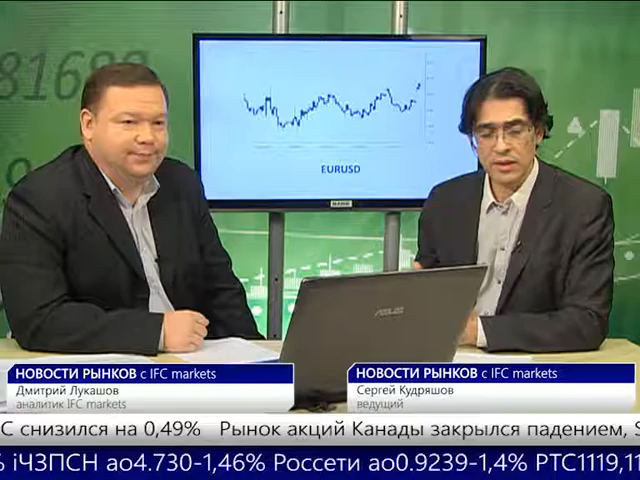 81688
EURUSD
ASUS
НОВОСТИ РЫНКОВ с IFC markets
Дмитрий Лукашов
аналитик IFC markets
НОВОСТИ РЫНКОВ с IFC markets
Сергей Кудряшов
ведущий
С снизился на 0,49% Рынок акций Канады закрылся падением, S
% iЧЗПСН ао4.730-1,46% Россети ао0.9239-1,4% РТС1119,11